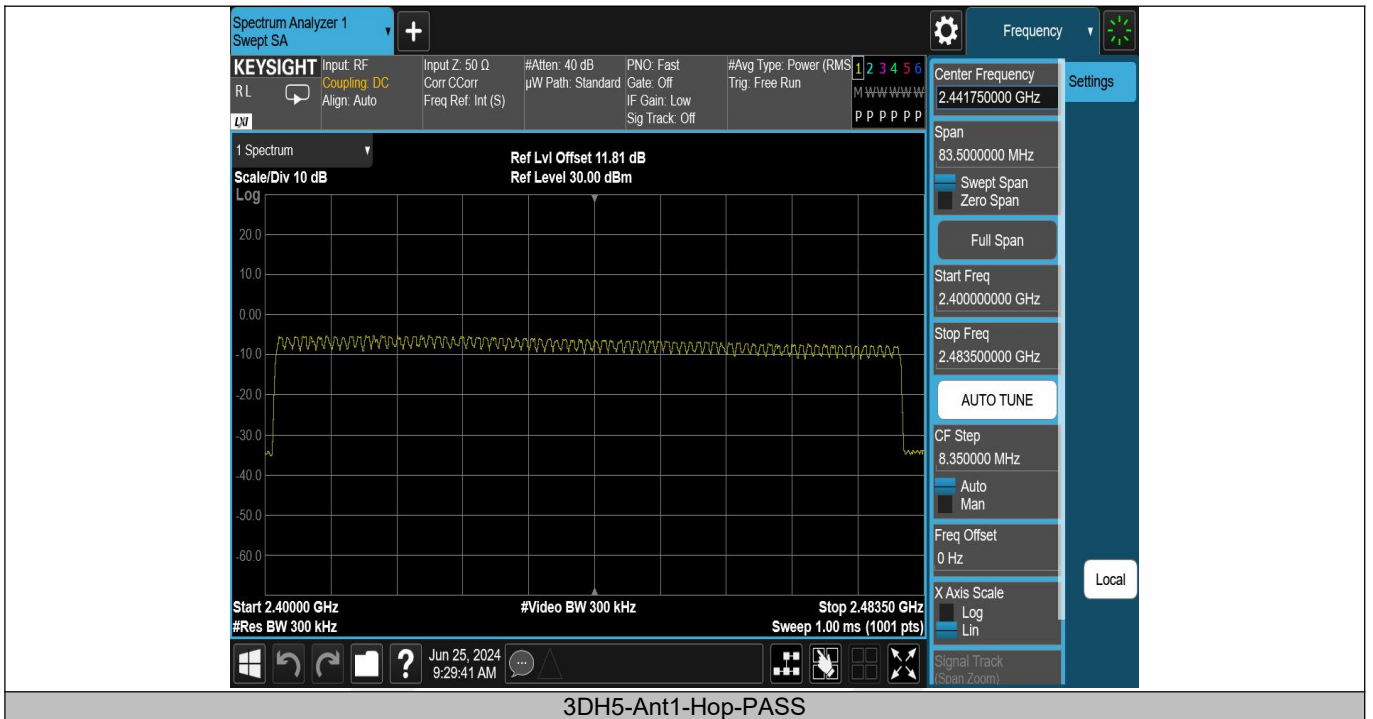 Spectrum Analyzer 1
Swept SA
+
Frequency
KEYSIGHT
RL
LXI
Input: RF
Coupling: DC
Align: Auto
Input Z: 50 Ω
Corr CCorr
Freq Ref: Int (S)
#Atten: 40 dB
µW Path: Standard
PNO: Fast
Gate: Off
IF Gain: Low
Sig Track: Off
#Avg Type: Power (RMS
Trig: Free Run
1 2 3 4 5 6
M W W W W W
P P P P P P
1 Spectrum
Scale/Div 10 dB
Log
Ref Lvl Offset 11.81 dB
Ref Level 30.00 dBm
20.0
10.0
0.00
-10.0
-20.0
-30.0
-40.0
-50.0
-60.0
Start 2.40000 GHz
#Res BW 300 kHz
#Video BW 300 kHz
Stop 2.48350 GHz
Sweep 1.00 ms (1001 pts)
Center Frequency
2.441750000 GHz
Settings
Span
83.5000000 MHz
Swept Span
Zero Span
Full Span
Start Freq
2.400000000 GHz
Stop Freq
2.483500000 GHz
AUTO TUNE
CF Step
8.350000 MHz
Auto
Man
Freq Offset
0 Hz
X Axis Scale
Log
Lin
Signal Track
(Span Zoom)
Local
?
Jun 25, 2024
9:29:41 AM
3DH5-Ant1-Hop-PASS